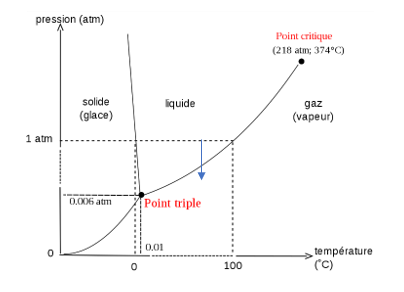 pression (atm)
Point critique
(218 atm; 374°C)
solide
(glace)
liquide
gaz
(vapeur)
1 atm
0.006 atm
Point triple
0
0.01
température
(°C)
0
100